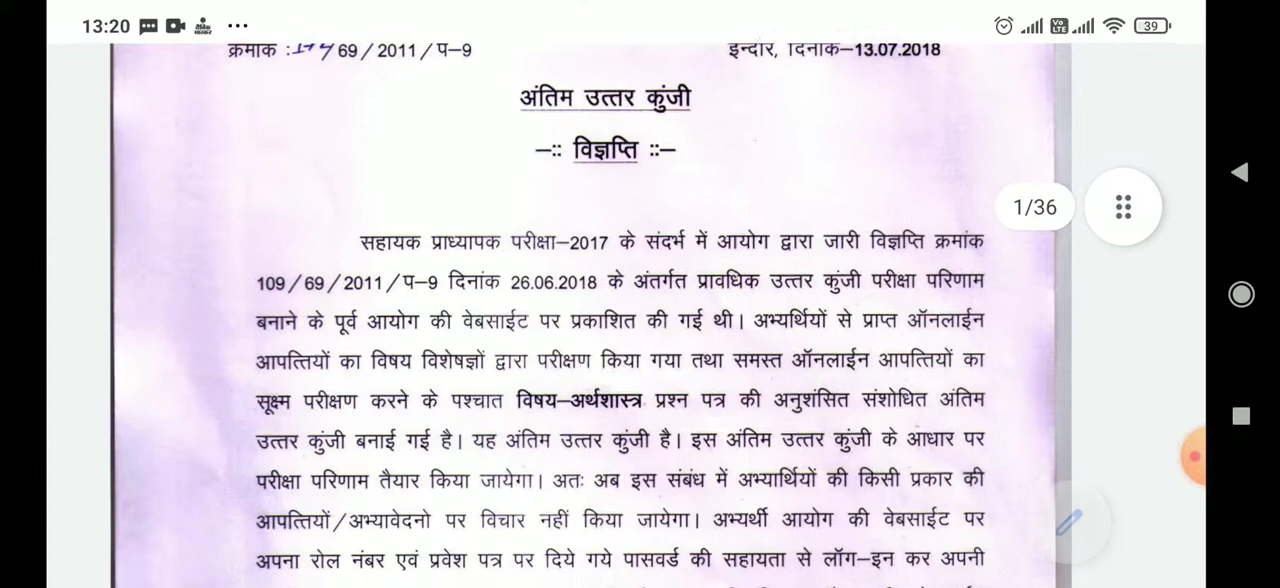 13:20 39
क्रमांक : 69/2011/प–9 इन्दौर, दिनांक–13.07.2018
अंतिम उत्तर कुंजी
–:: विज्ञप्ति ::–
1/36
सहायक प्राध्यापक परीक्षा–2017 के संदर्भ में आयोग द्वारा जारी विज्ञप्ति क्रमांक
109/69/2011/प–9 दिनांक 26.06.2018 के अंतर्गत प्रावधिक उत्तर कुंजी परीक्षा परिणाम
बनाने के पूर्व आयोग की वेबसाईट पर प्रकाशित की गई थी। अभ्यर्थियों से प्राप्त ऑनलाईन
आपत्तियों का विषय विशेषज्ञों द्वारा परीक्षण किया गया तथा समस्त ऑनलाईन आपत्तियों का
सूक्ष्म परीक्षण करने के पश्चात विषय–अर्थशास्त्र प्रश्न पत्र की अनुशंसित संशोधित अंतिम
उत्तर कुंजी बनाई गई है। यह अंतिम उत्तर कुंजी है। इस अंतिम उत्तर कुंजी के आधार पर
परीक्षा परिणाम तैयार किया जायेगा। अतः अब इस संबंध में अभ्यार्थियों की किसी प्रकार की
आपत्तियों/अभ्यावेदनो पर विचार नहीं किया जायेगा। अभ्यर्थी आयोग की वेबसाईट पर
अपना रोल नंबर एवं प्रवेश पत्र पर दिये गये पासवर्ड की सहायता से लॉग–इन कर अपनी